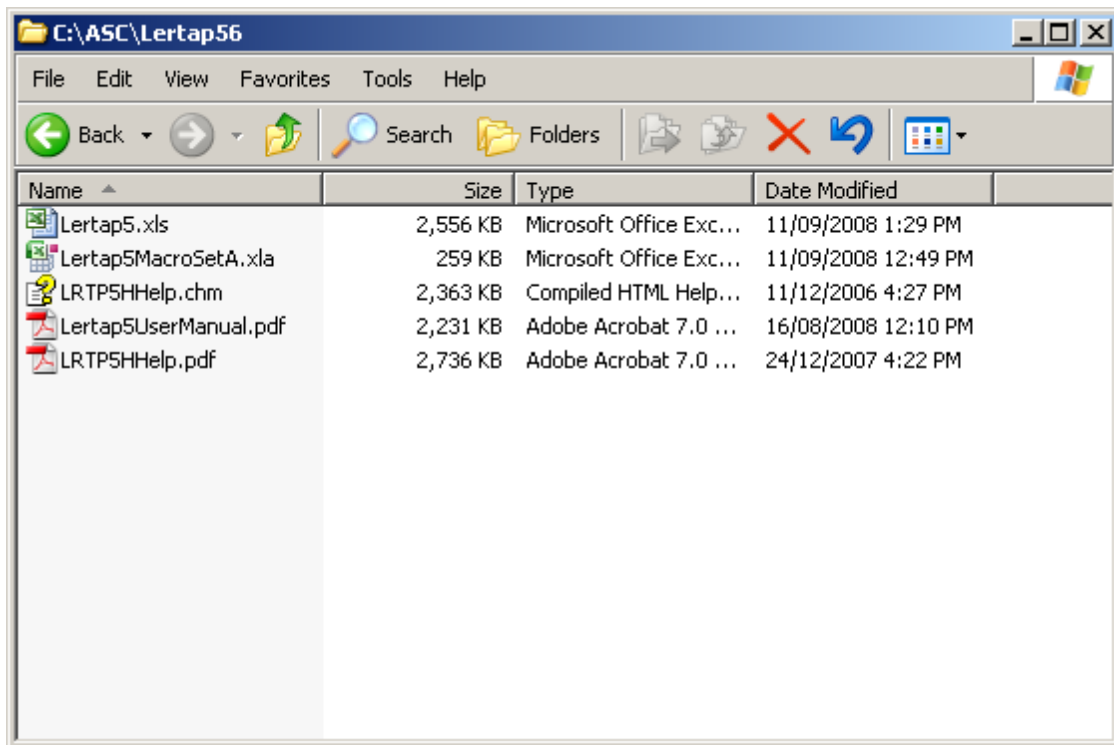 C:\ASC\Lertap56
File Edit View Favorites Tools Help
Back Search Folders
Name Size Type Date Modified
Lertap5.xls 2,556 KB Microsoft Office Exc... 11/09/2008 1:29 PM
Lertap5MacroSetA.xla 259 KB Microsoft Office Exc... 11/09/2008 12:49 PM
LRTP5HHelp.chm 2,363 KB Compiled HTML Help... 11/12/2006 4:27 PM
Lertap5UserManual.pdf 2,231 KB Adobe Acrobat 7.0 ... 16/08/2008 12:10 PM
LRTP5HHelp.pdf 2,736 KB Adobe Acrobat 7.0 ... 24/12/2007 4:22 PM